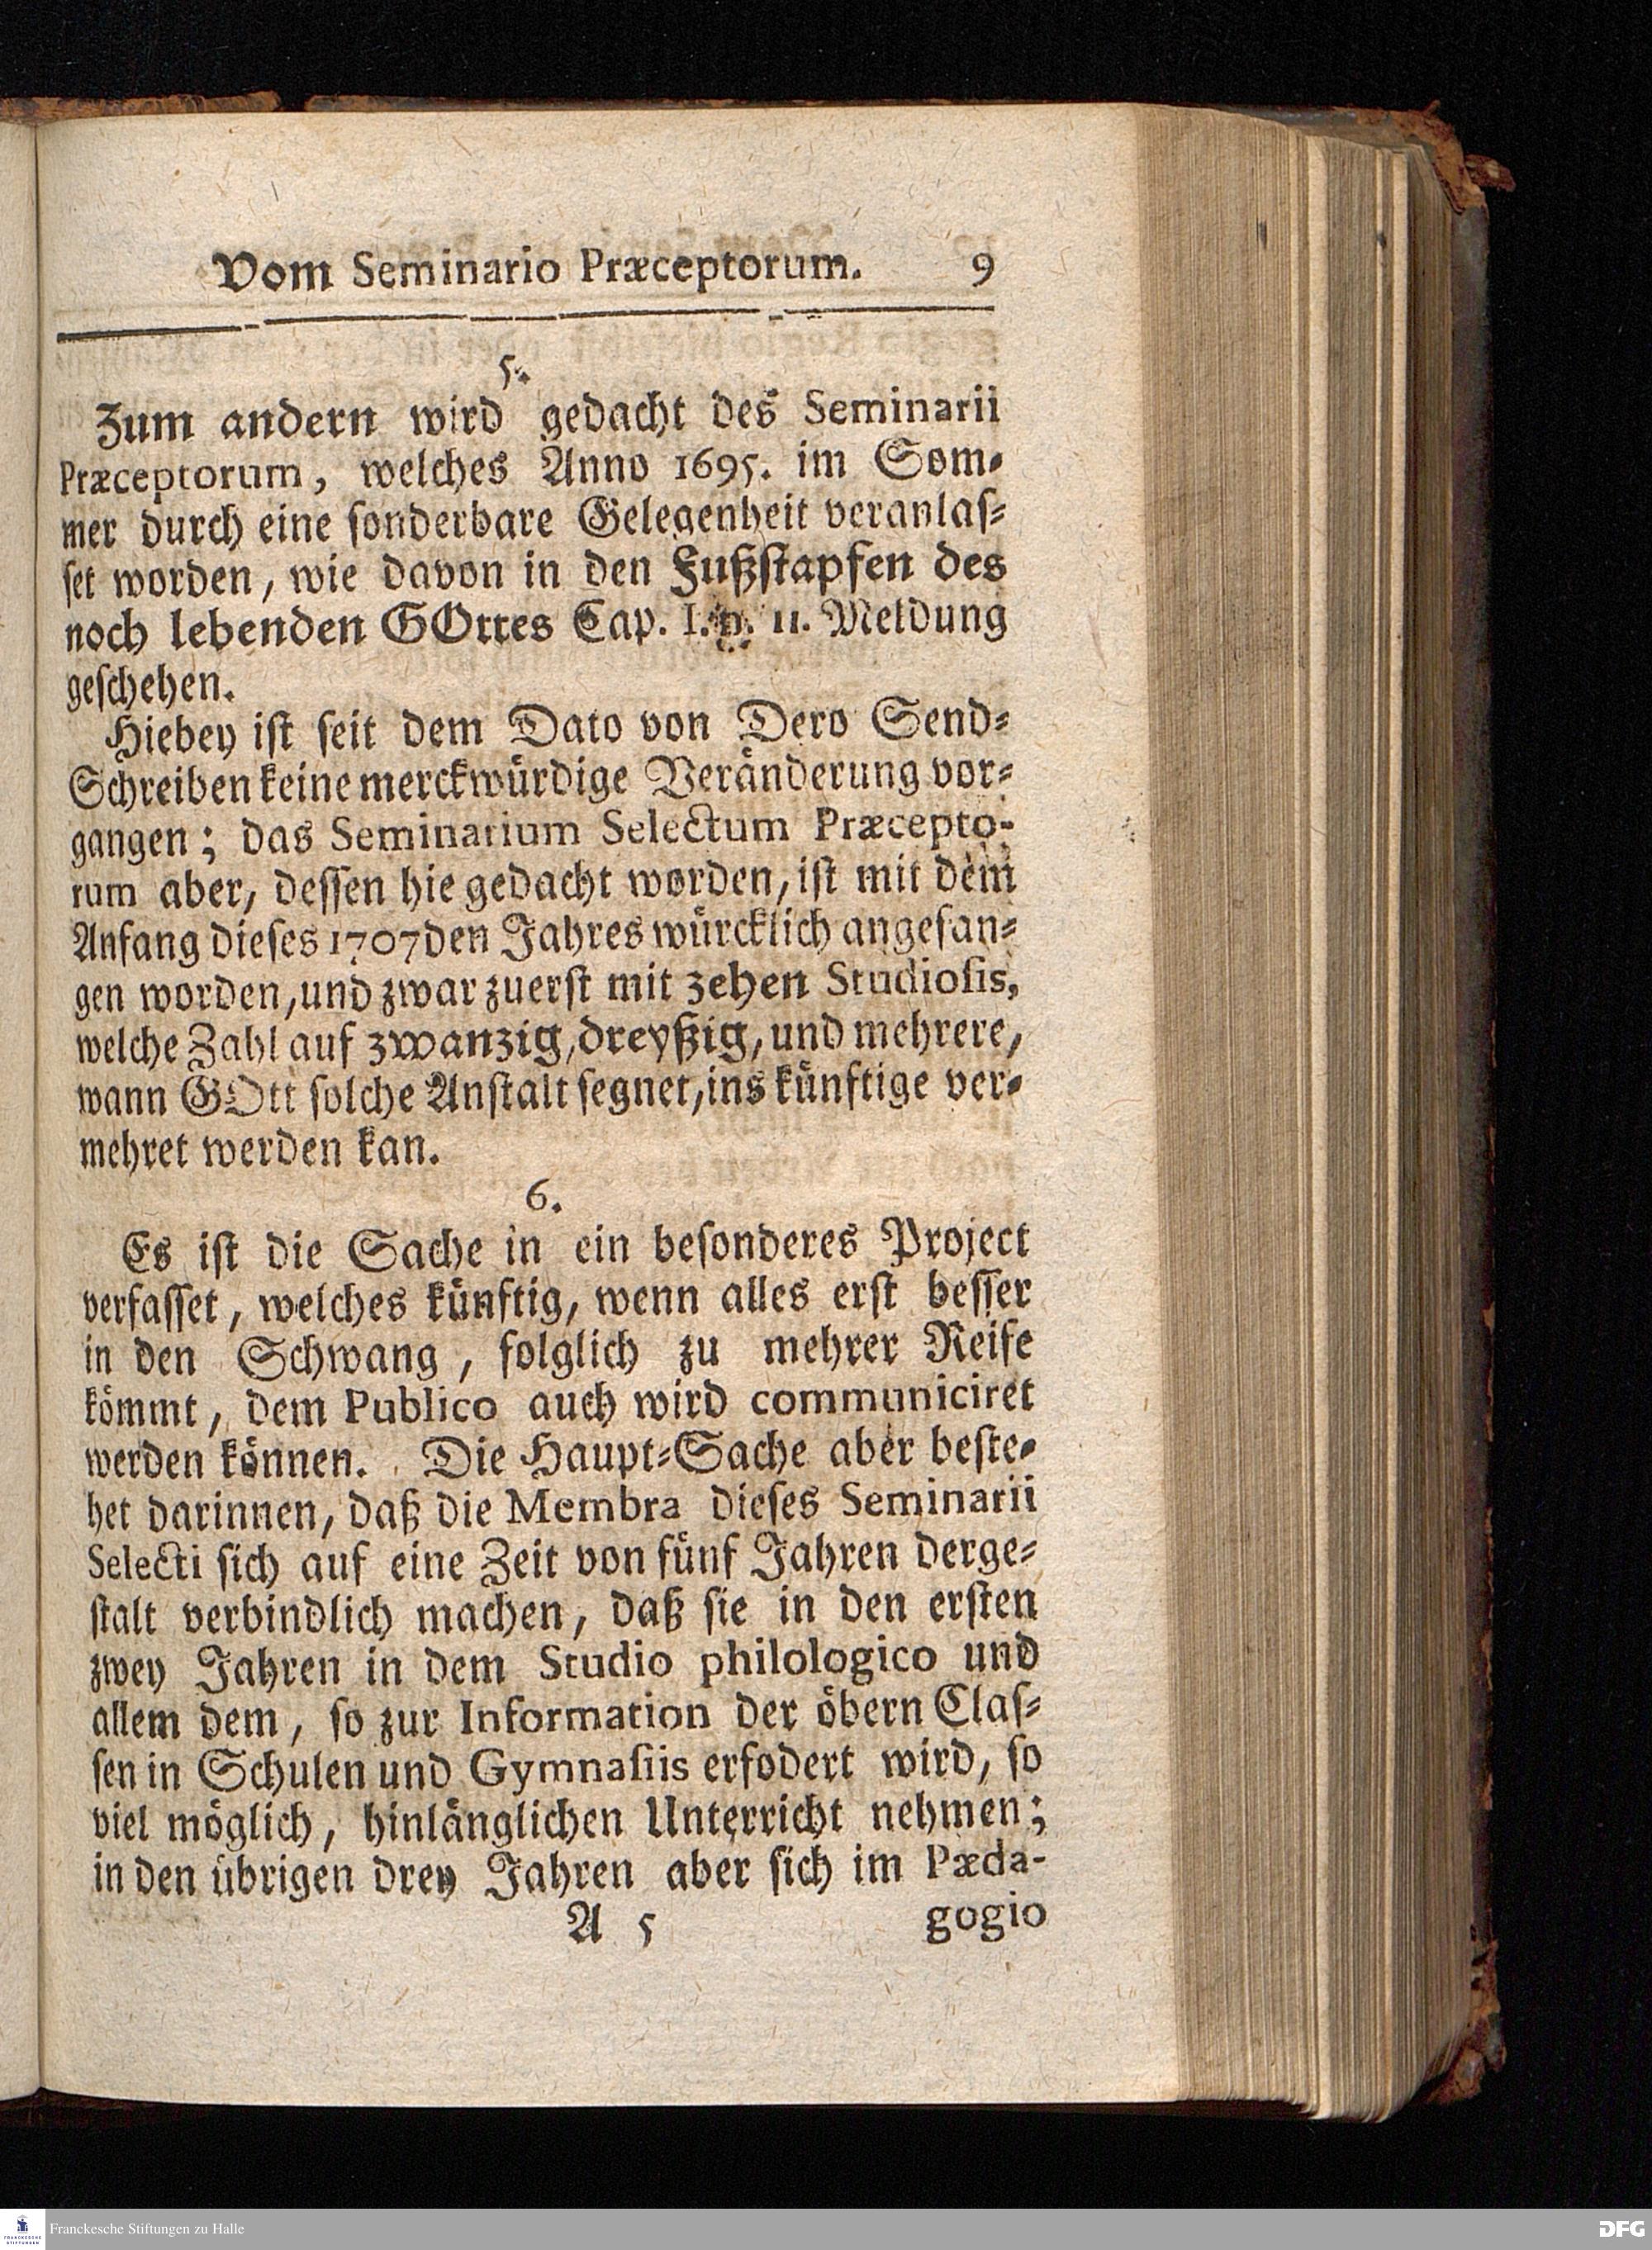 Vom Seminario Præceptorum. 9
5.
Zum andern wird gedacht des Seminarii
Præceptorum, welches Anno 1695. im Som-
mer durch eine ſonderbare Gelegenheit veranlaſ-
ſet worden, wie davon in den Fußſtapfen des
noch lebenden GOttes Cap. I. n. 11. Meldung
geſchehen.
Hiebey iſt ſeit dem Dato von Dero Send-
Schreiben keine merckwürdige Veränderung vor-
gangen; das Seminarium Selectum Præcepto-
rum aber, deſſen hie gedacht worden, iſt mit dem
Anfang dieſes 1707den Jahres würcklich angefan-
gen worden, und zwar zuerſt mit zehen Studioſis,
welche Zahl auf zwanzig, dreyßig, und mehrere,
wann GOtt ſolche Anſtalt ſegnet, ins künftige ver-
mehret werden kan.
6.
Es iſt die Sache in ein beſonderes Project
verfaſſet, welches künftig, wenn alles erſt beſſer
in den Schwang, folglich zu mehrer Reife
kömmt, dem Publico auch wird communiciret
werden können. Die Haupt-Sache aber beſte-
het darinnen, daß die Membra dieſes Seminarii
Selecti ſich auf eine Zeit von fünf Jahren derge-
ſtalt verbindlich machen, daß ſie in den erſten
zwey Jahren in dem Studio philologico und
allem dem, ſo zur Information der öbern Claſ-
ſen in Schulen und Gymnaſiis erfodert wird, ſo
viel möglich, hinlänglichen Unterricht nehmen;
in den übrigen drey Jahren aber ſich im Pæda-
A 5 gogio
Franckesche Stiftungen zu Halle
FRANCKESCHE
STIFTUNGEN
DFG